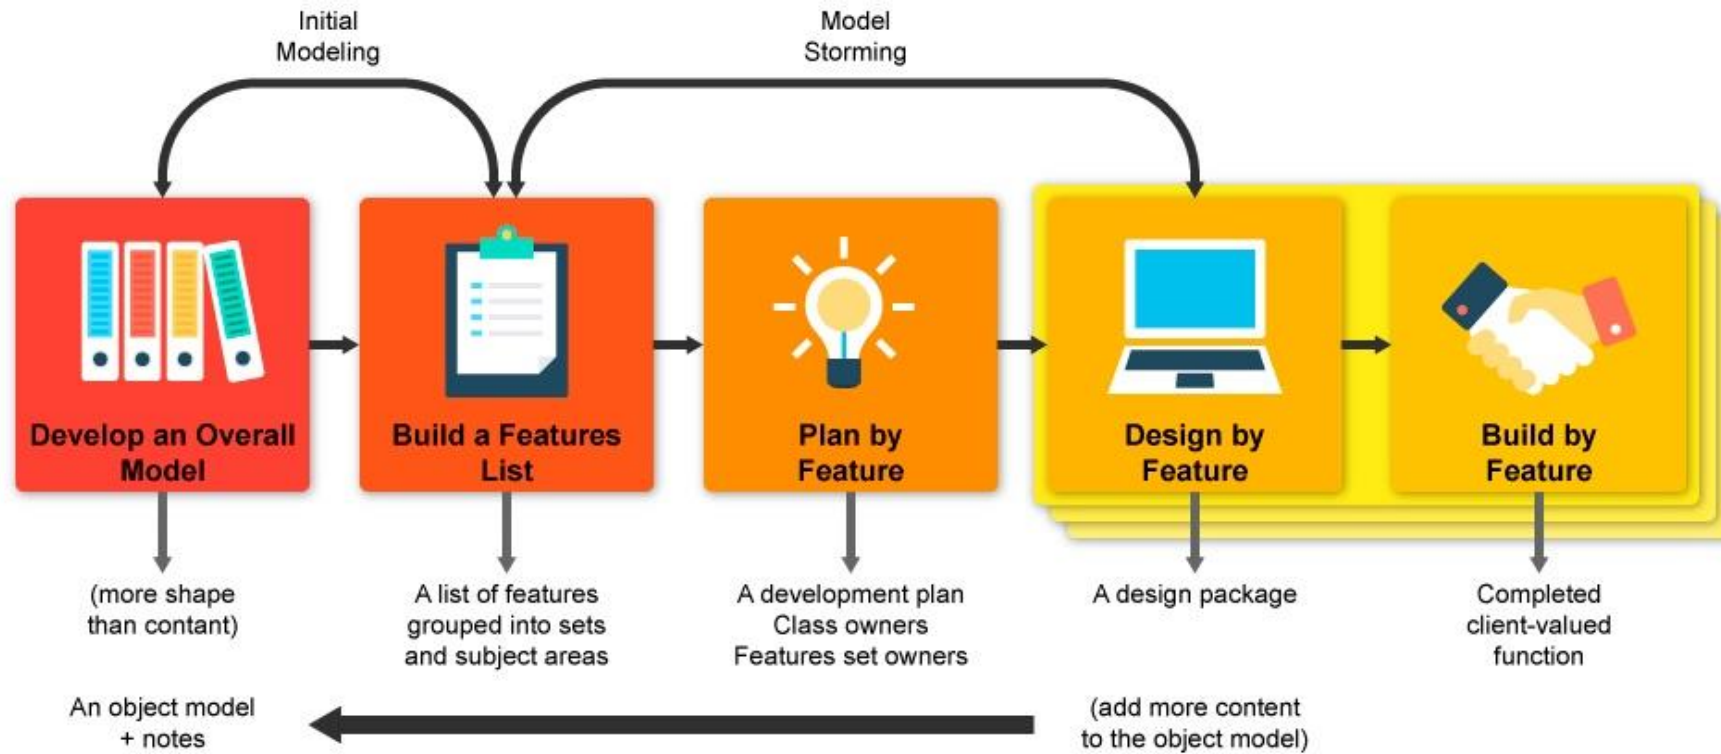 Initial
Modeling
Model
Storming
Develop an Overall
Model
Build a Features
List
Plan by
Feature
Design by
Feature
Build by
Feature
(more shape
than contant)
A list of features
grouped into sets
and subject areas
A development plan
Class owners
Features set owners
A design package
Completed
client-valued
function
An object model
+ notes
(add more content
to the object model)